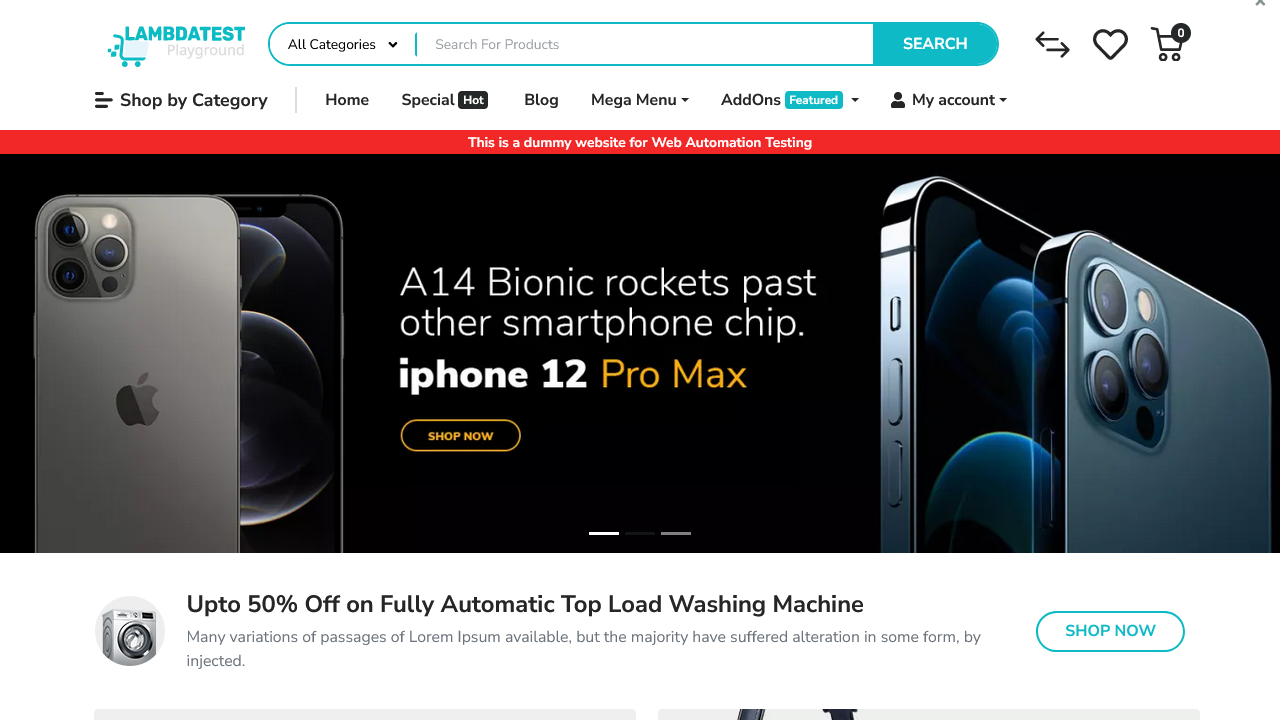 LAMBDATEST
Playground
All Categories
Search For Products
SEARCH
0
Shop by Category
Home
Special Hot
Blog
Mega Menu
AddOns Featured
My account
This is a dummy website for Web Automation Testing
A14 Bionic rockets past
other smartphone chip.
iphone 12 Pro Max
SHOP NOW
Upto 50% Off on Fully Automatic Top Load Washing Machine
Many variations of passages of Lorem Ipsum available, but the majority have suffered alteration in some form, by
injected.
SHOP NOW